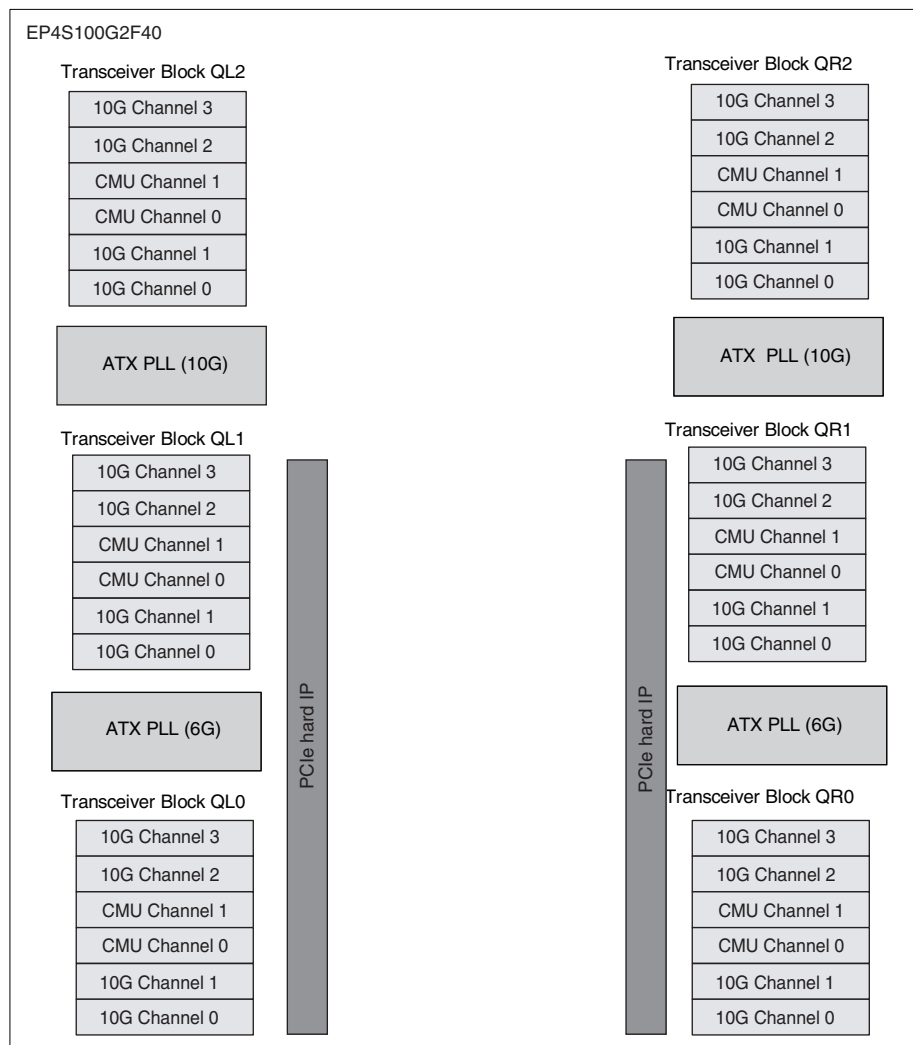 EP4S100G2F40
Transceiver Block QL2
10G Channel 3
10G Channel 2
CMU Channel 1
CMU Channel 0
10G Channel 1
10G Channel 0
ATX PLL (10G)
Transceiver Block QL1
10G Channel 3
10G Channel 2
CMU Channel 1
CMU Channel 0
10G Channel 1
10G Channel 0
ATX PLL (6G)
Transceiver Block QL0
10G Channel 3
10G Channel 2
CMU Channel 1
CMU Channel 0
10G Channel 1
10G Channel 0
PCIe hard IP
PCIe hard IP
Transceiver Block QR2
10G Channel 3
10G Channel 2
CMU Channel 1
CMU Channel 0
10G Channel 1
10G Channel 0
ATX PLL (10G)
Transceiver Block QR1
10G Channel 3
10G Channel 2
CMU Channel 1
CMU Channel 0
10G Channel 1
10G Channel 0
ATX PLL (6G)
Transceiver Block QR0
10G Channel 3
10G Channel 2
CMU Channel 1
CMU Channel 0
10G Channel 1
10G Channel 0